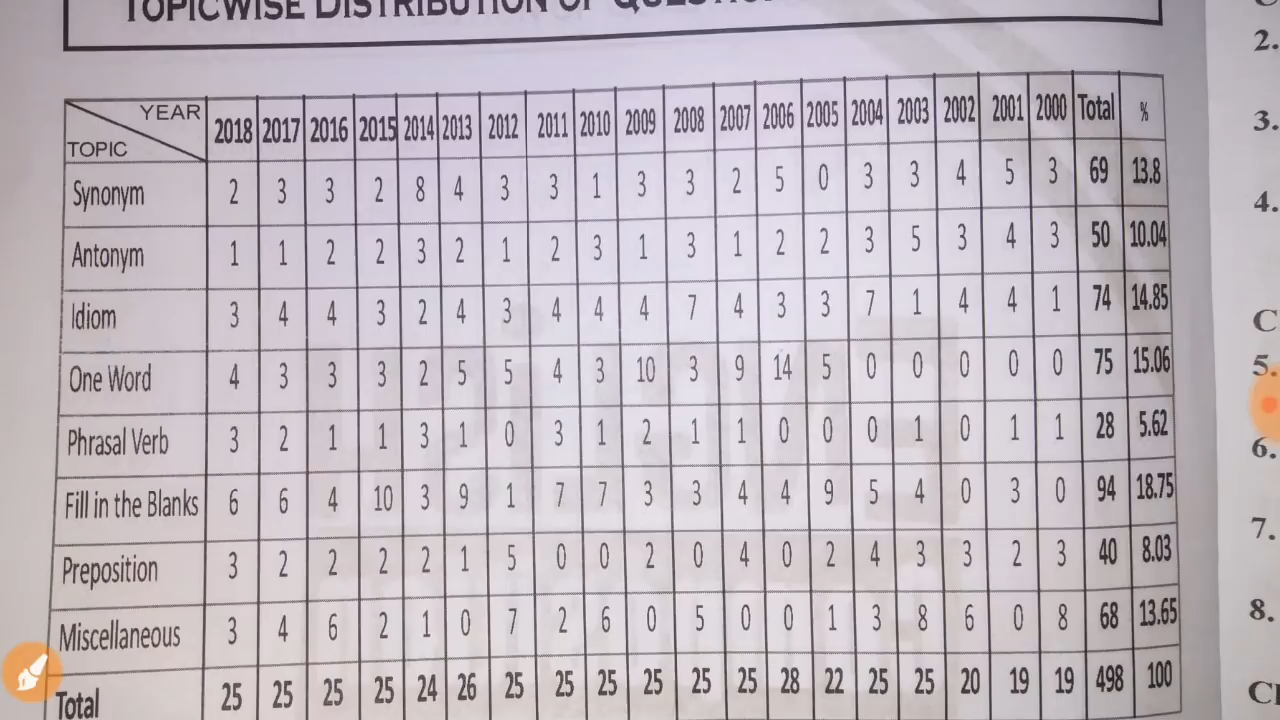 TOPICWISE DISTRIBUTION OF
YEAR
TOPIC
2018 2017 2016 2015 2014 2013 2012 2011 2010 2009 2008 2007 2006 2005 2004 2003 2002 2001 2000 Total %
Synonym 2 3 3 2 8 4 3 3 1 3 3 2 5 0 3 3 4 5 3 69 13.8
Antonym 1 1 2 2 3 2 1 2 3 1 3 1 2 2 3 5 3 4 3 50 10.04
Idiom 3 4 4 3 2 4 3 4 4 4 7 4 3 3 7 1 4 4 1 74 14.85
One Word 4 3 3 3 2 5 5 4 3 10 3 9 14 5 0 0 0 0 0 75 15.06
Phrasal Verb 3 2 1 1 3 1 0 3 1 2 1 1 0 0 0 1 0 1 1 28 5.62
Fill in the Blanks 6 6 4 10 3 9 1 7 7 3 3 4 4 9 5 4 0 3 0 94 18.75
Preposition 3 2 2 2 2 1 5 0 0 2 0 4 0 2 4 3 3 2 3 40 8.03
Miscellaneous 3 4 6 2 1 0 7 2 6 0 5 0 0 1 3 8 6 0 8 68 13.65
Total 25 25 25 25 24 26 25 25 25 25 25 25 28 22 25 25 20 19 19 498 100
2.
3.
4.
C
5.
6.
7.
8.